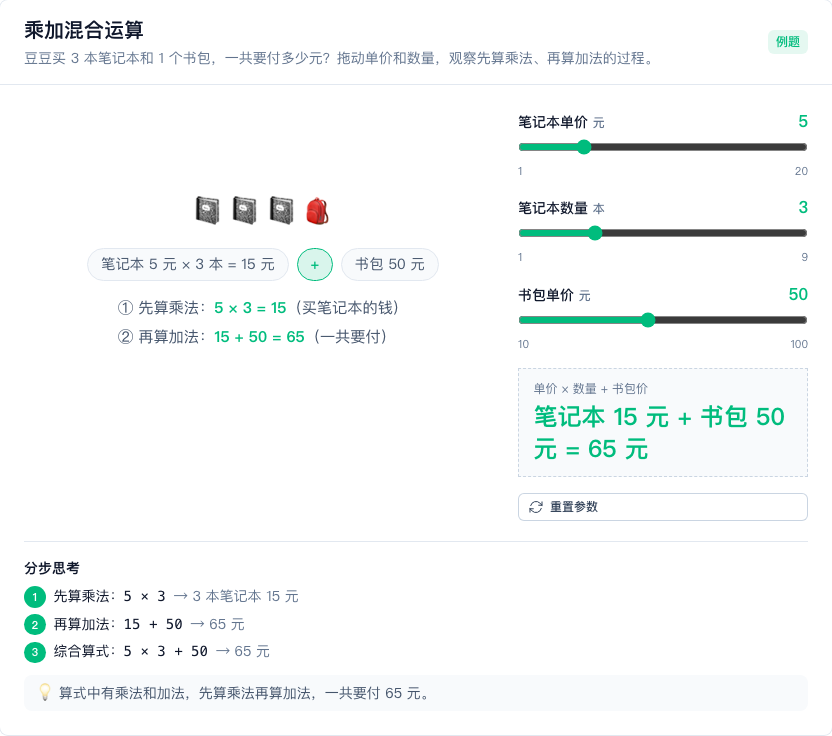 乘加混合运算
豆豆买 3 本笔记本和 1 个书包，一共要付多少元？拖动单价和数量，观察先算乘法、再算加法的过程。
例题
笔记本 5 元 × 3 本 = 15 元
+
书包 50 元
① 先算乘法：5 × 3 = 15（买笔记本的钱）
② 再算加法：15 + 50 = 65（一共要付）
笔记本单价 元 5
1 20
笔记本数量 本 3
1 9
书包单价 元 50
10 100
单价 × 数量 + 书包价
笔记本 15 元 + 书包 50
元 = 65 元
重置参数
分步思考
1 先算乘法：5 × 3 → 3 本笔记本 15 元
2 再算加法：15 + 50 → 65 元
3 综合算式：5 × 3 + 50 → 65 元
算式中有乘法和加法，先算乘法再算加法，一共要付 65 元。